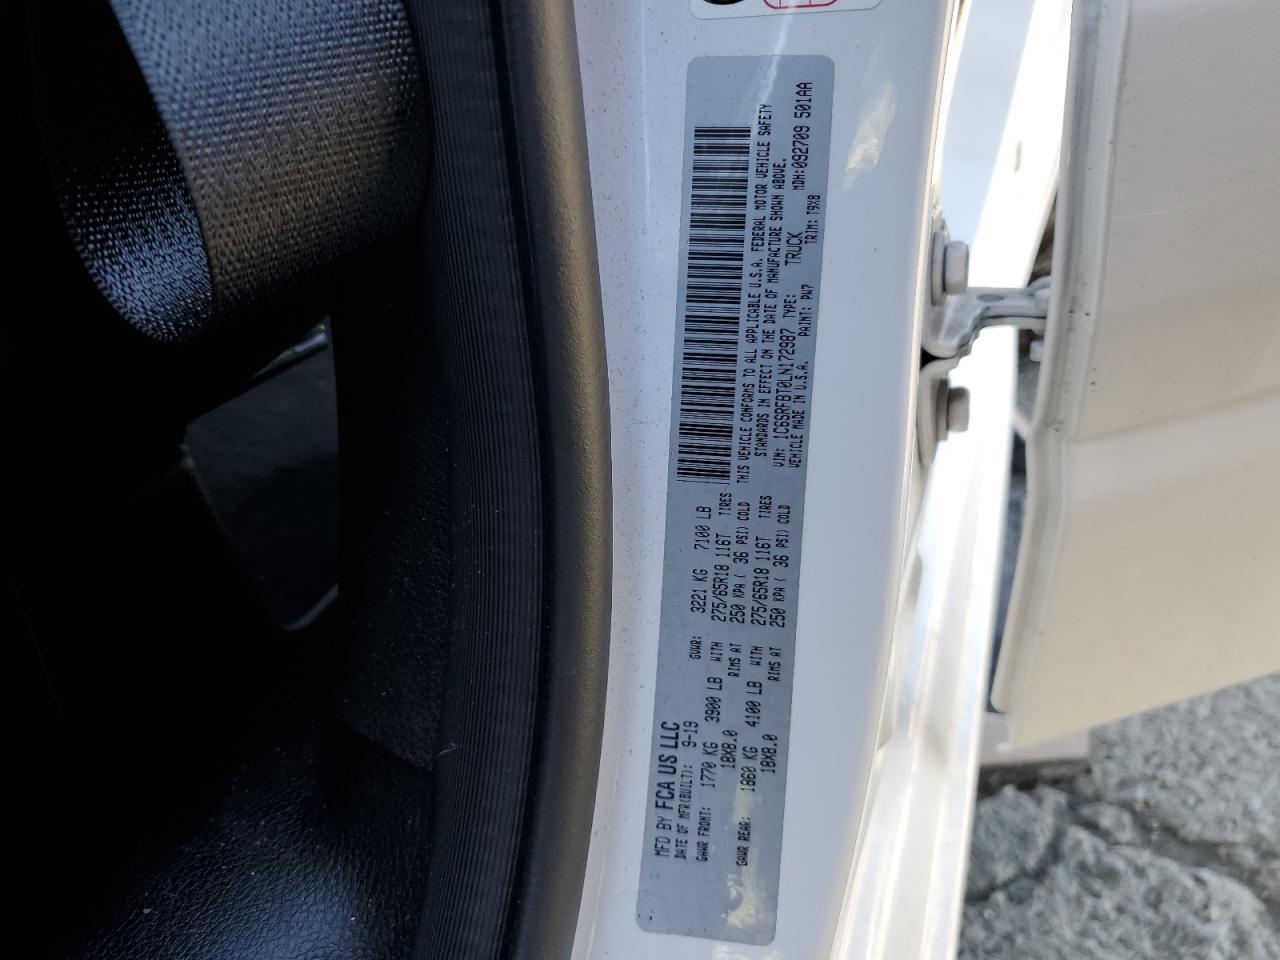 MFD BY FCA US LLC
DATE OF MFR(BUILT): 9-19 GVWR: 3221 KG 7100 LB
GAWR FRONT: 1770 KG 3900 LB WITH 275/65R18 116T TIRES
18X8.0 RIMS AT 250 KPA ( 36 PSI) COLD
GAWR REAR: 1860 KG 4100 LB WITH 275/65R18 116T TIRES
18X8.0 RIMS AT 250 KPA ( 36 PSI) COLD
THIS VEHICLE CONFORMS TO ALL APPLICABLE U.S.A. FEDERAL MOTOR VEHICLE SAFETY
STANDARDS IN EFFECT ON THE DATE OF MANUFACTURE SHOWN ABOVE.
VIN: 1C6SRFBT0LN172987 TYPE: TRUCK MDH:092709 501AA
VEHICLE MADE IN U.S.A. PAINT: PW7 TRIM: T9X8